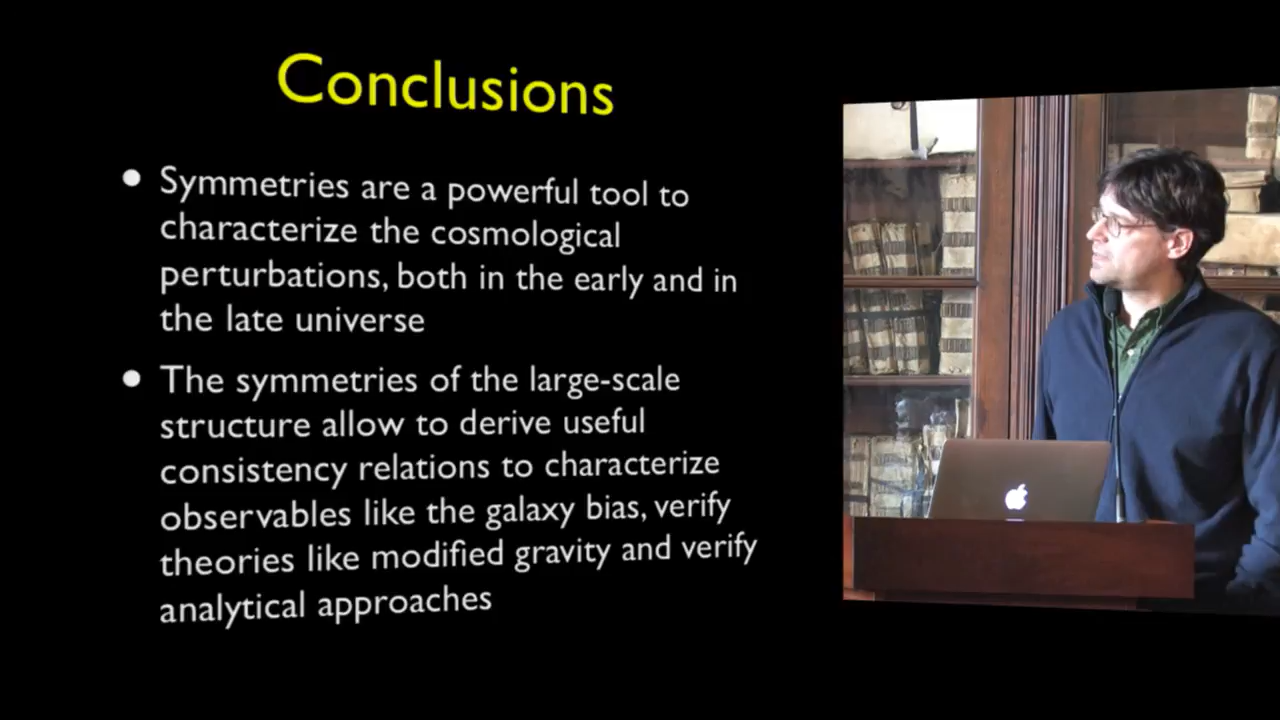 Conclusions
• Symmetries are a powerful tool to
characterize the cosmological
perturbations, both in the early and in
the late universe
• The symmetries of the large-scale
structure allow to derive useful
consistency relations to characterize
observables like the galaxy bias, verify
theories like modified gravity and verify
analytical approaches